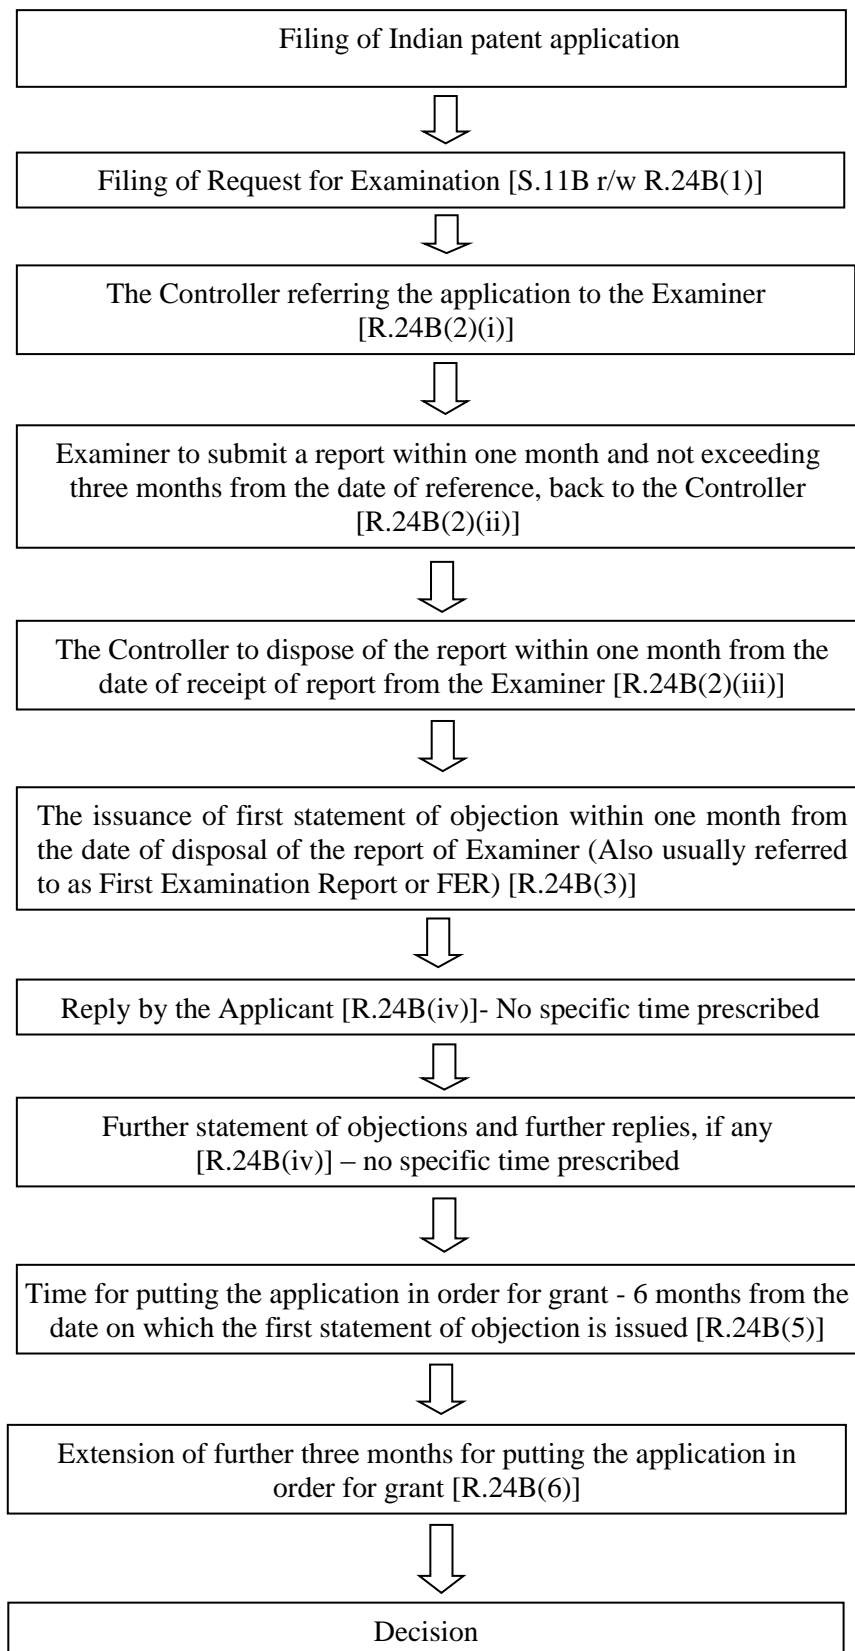 Filing of Indian patent application
Filing of Request for Examination [S.11B r/w R.24B(1)]
The Controller referring the application to the Examiner
[R.24B(2)(i)]
Examiner to submit a report within one month and not exceeding
three months from the date of reference, back to the Controller
[R.24B(2)(ii)]
The Controller to dispose of the report within one month from the
date of receipt of report from the Examiner [R.24B(2)(iii)]
The issuance of first statement of objection within one month from
the date of disposal of the report of Examiner (Also usually referred
to as First Examination Report or FER) [R.24B(3)]
Reply by the Applicant [R.24B(iv)]- No specific time prescribed
Further statement of objections and further replies, if any
[R.24B(iv)] – no specific time prescribed
Time for putting the application in order for grant - 6 months from the
date on which the first statement of objection is issued [R.24B(5)]
Extension of further three months for putting the application in
order for grant [R.24B(6)]
Decision